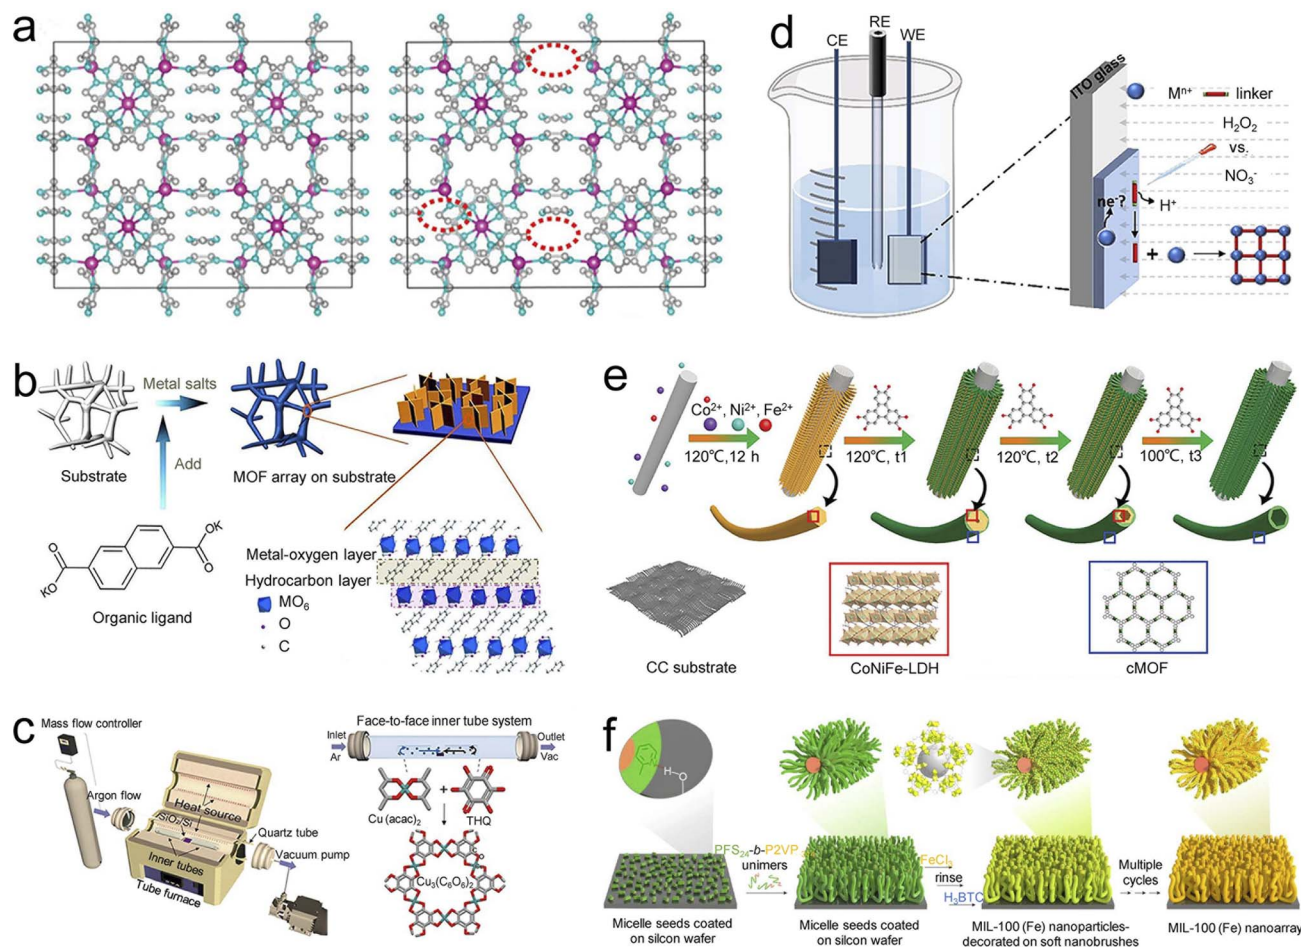 a
b
Metal salts
Add
Substrate
MOF array on substrate
OK
O
O
KO
Organic ligand
Metal-oxygen layer
Hydrocarbon layer
MO6
O
C
c
Mass flow controller
Argon flow
Heat source
SiO2/Si
Inner tubes
Tube furnace
Quartz tube
Vacuum pump
Face-to-face inner tube system
Inlet
Ar
Outlet
Vac
Cu (acac)2
+
THQ
Cu3(C6O6)2
d
CE
RE
WE
ITO glass
Mn+
linker
H2O2
vs.
NO3-
ne-?
H+
+
e
Co2+, Ni2+, Fe2+
120℃,12 h
120℃, t1
120℃, t2
100℃, t3
CC substrate
CoNiFe-LDH
cMOF
f
HO
PFS24-b-P2VP
unimers
FeCl3
rinse
H3BTC
Multiple
cycles
Micelle seeds coated
on silcon wafer
Micelle seeds coated
on silcon wafer
MIL-100 (Fe) nanoparticles-
decorated on soft nanobrushes
MIL-100 (Fe) nanoarray